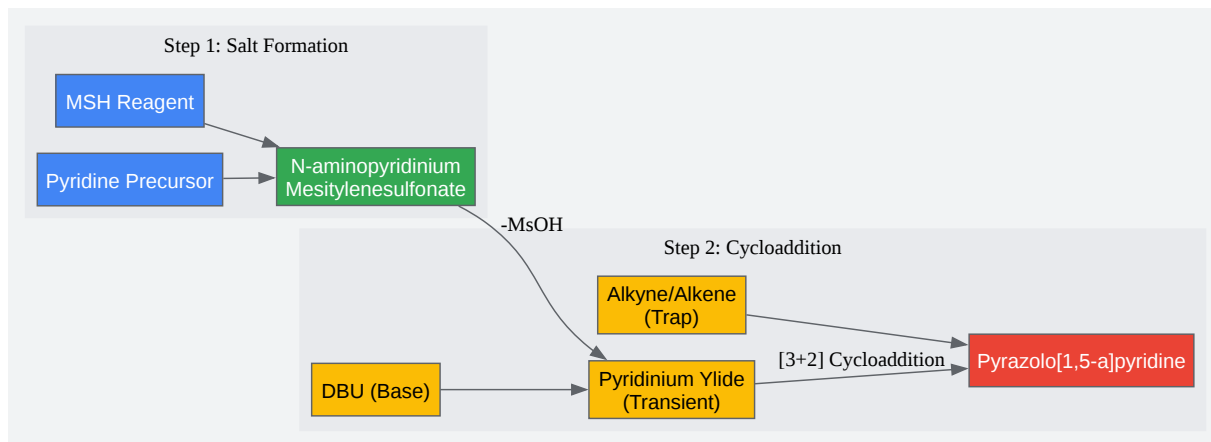 Step 1: Salt Formation
MSH Reagent
Pyridine Precursor
N-aminopyridinium
Mesitylenesulfonate
-MsOH
Step 2: Cycloaddition
Alkyne/Alkene
(Trap)
DBU (Base)
Pyridinium Ylide
(Transient)
[3+2] Cycloaddition
Pyrazolo[1,5-a]pyridine